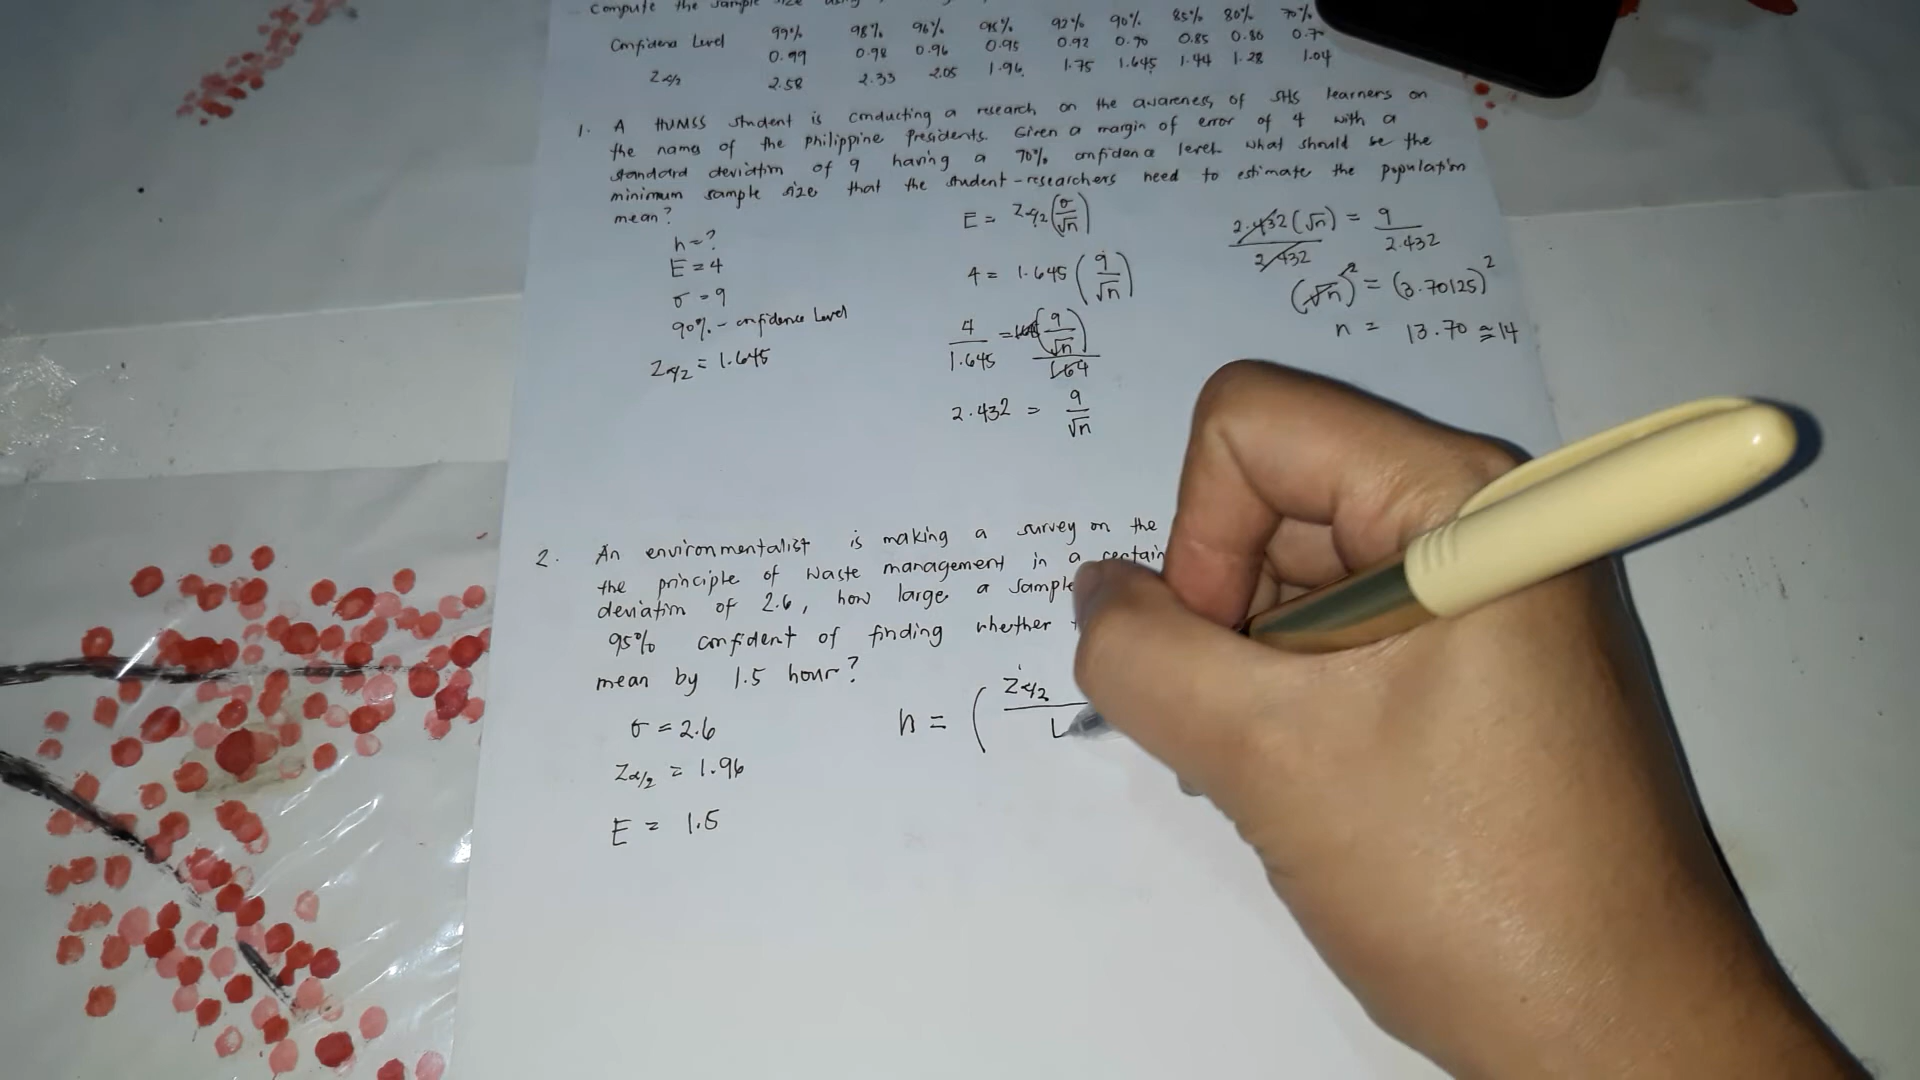 Compute the sample size
Confidence Level 99% 98% 96% 95% 92% 90% 85% 80% 70%
0.99 0.98 0.96 0.95 0.92 0.90 0.85 0.80 0.7
Zα/2 2.58 2.33 2.05 1.96 1.75 1.645 1.44 1.28 1.04
1. A HUMSS student is conducting a research on the awareness of SHS learners on
the names of the Philippine Presidents. Given a margin of error of 4 with a
standard deviation of 9 having a 70% confidence level what should be the
minimum sample size that the student-researchers need to estimate the population
mean?
n = ?
E = 4
σ = 9
90% - confidence Level
Zα/2 = 1.645
E = Zα/2 (σ/√n)
4 = 1.645 (9/√n)
4/1.645 = (9/√n)/1.64
2.432 = 9/√n
2.432(√n)/2.432 = 9/2.432
(√n)² = (3.70125)²
n = 13.70 ≅ 14
2. An environmentalist is making a survey on the
the principle of waste management in a certain
deviation of 2.6, how large a sample
95% confident of finding whether
mean by 1.5 hour?
σ = 2.6
Zα/2 = 1.96
E = 1.5
n = ( Zα/2